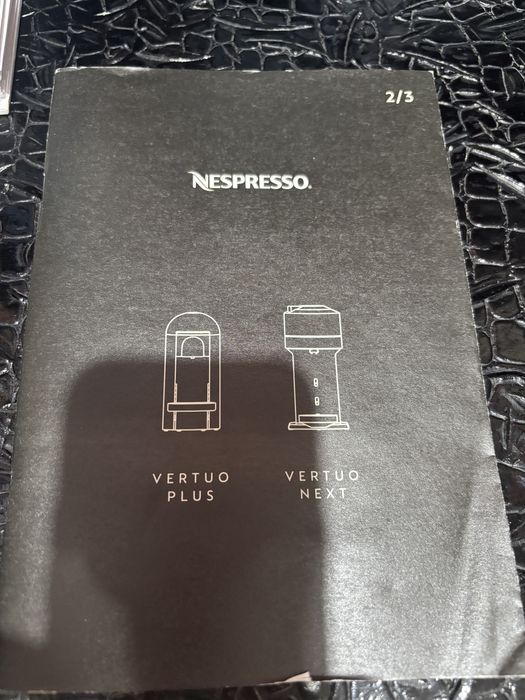 2/3
NESPRESSO.
VERTUO
PLUS
VERTUO
NEXT